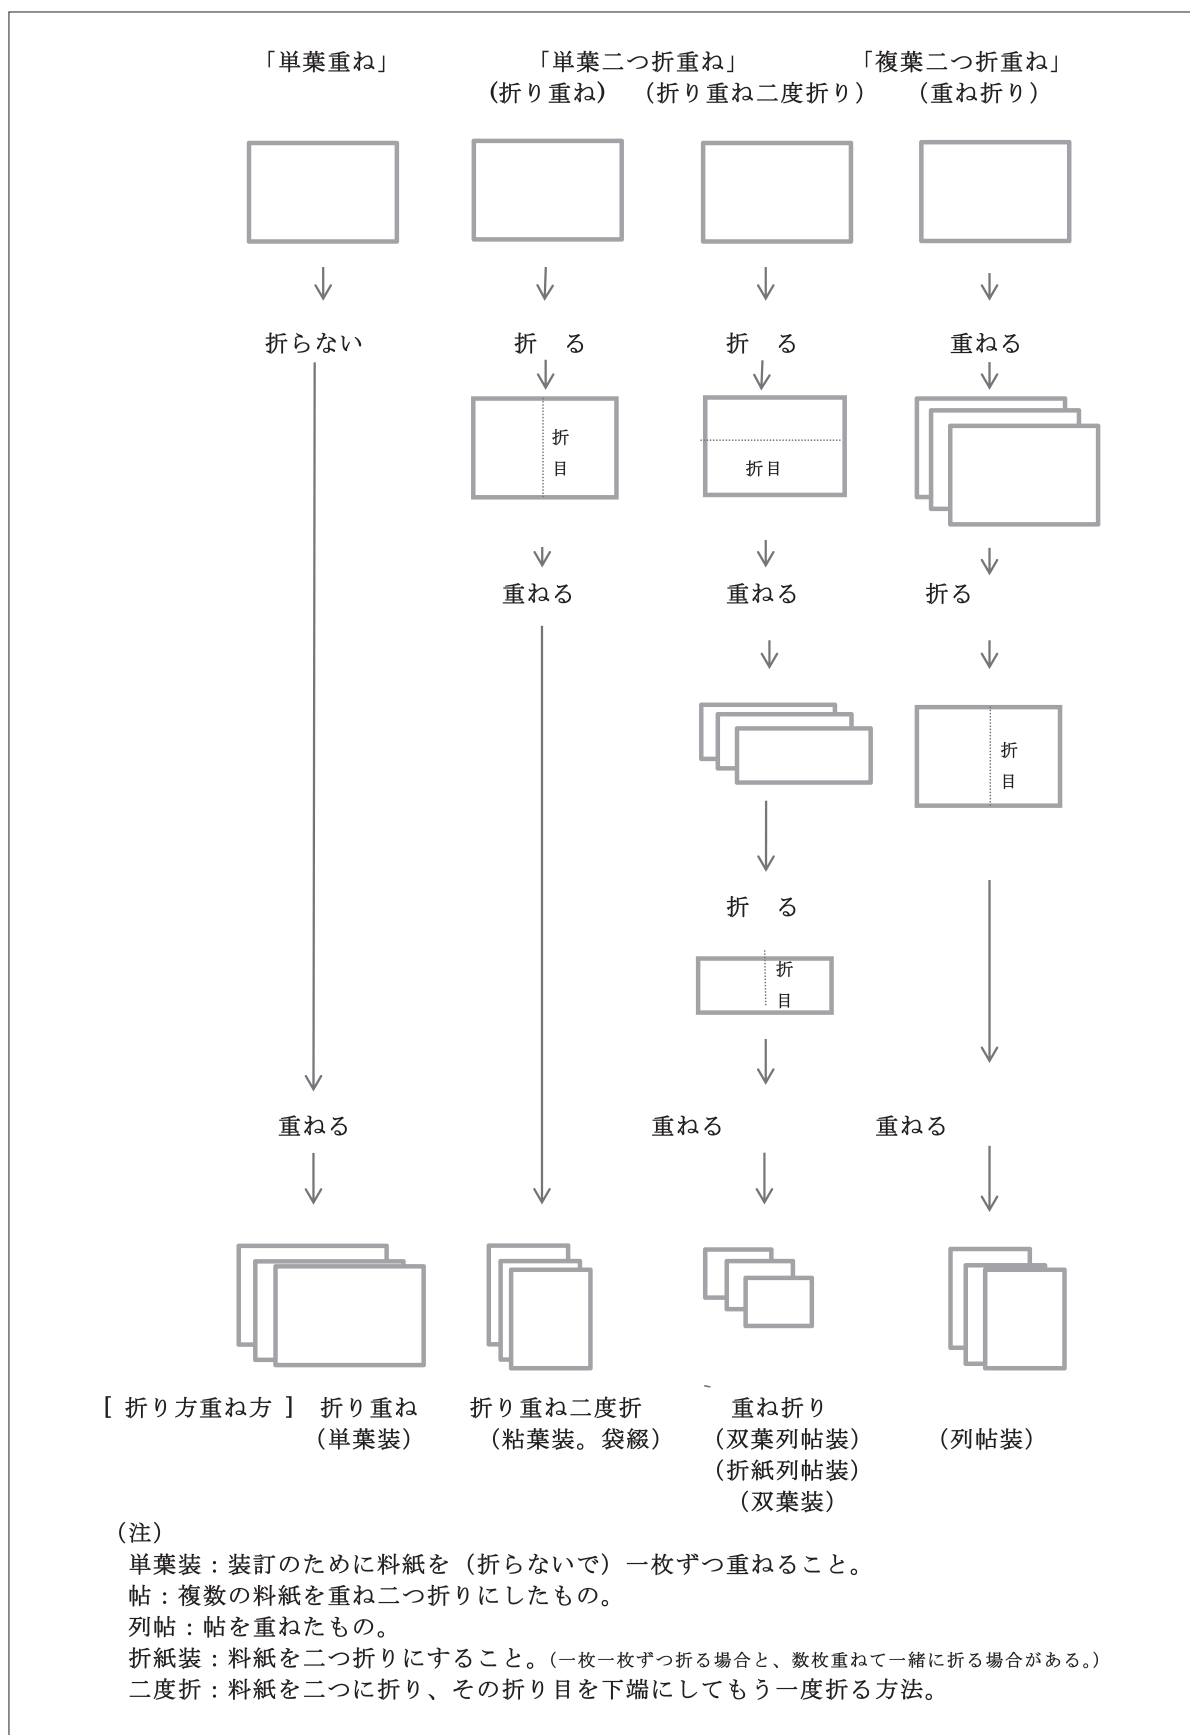 「単葉重ね」 「単葉二つ折重ね」 「複葉二つ折重ね」
(折り重ね) (折り重ね二度折り) (重ね折り)
折らない 折 る 折 る 重ねる
折
目
折目
重ねる 重ねる 折る
折
目
折 る
折
目
重ねる 重ねる 重ねる
[ 折り方重ね方 ] 折り重ね 折り重ね二度折 重ね折り
(単葉装) (粘葉装。袋綴) (双葉列帖装) (列帖装)
(折紙列帖装)
(双葉装)
(注)
単葉装:装訂のために料紙を(折らないで)一枚ずつ重ねること。
帖:複数の料紙を重ね二つ折りにしたもの。
列帖:帖を重ねたもの。
折紙装:料紙を二つ折りにすること。(一枚一枚ずつ折る場合と、数枚重ねて一緒に折る場合がある。)
二度折:料紙を二つに折り、その折り目を下端にしてもう一度折る方法。